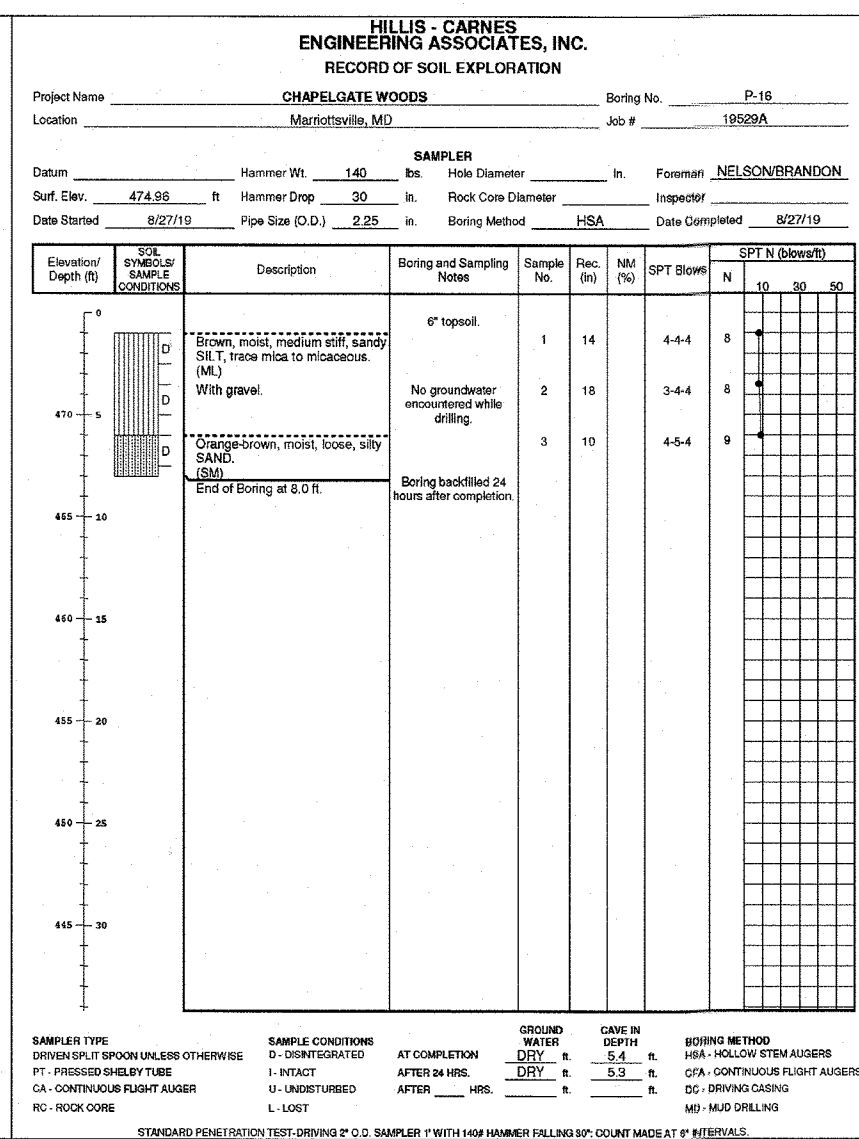 HILLIS - CARNES
ENGINEERING ASSOCIATES, INC.
RECORD OF SOIL EXPLORATION
Project Name CHAPELGATE WOODS Boring No. P-16
Location Marriottsville, MD Job # 19529A
SAMPLER
Datum Hammer Wt. 140 lbs. Hole Diameter In. Foreman NELSON/BRANDON
Surf. Elev. 474.96 ft Hammer Drop 30 in. Rock Core Diameter Inspector
Date Started 8/27/19 Pipe Size (O.D.) 2.25 in. Boring Method HSA Date Completed 8/27/19
Elevation/
Depth (ft)
SOIL
SYMBOLS/
SAMPLE
CONDITIONS
Description
Boring and Sampling
Notes
Sample
No.
Rec.
(in)
NM
(%)
SPT Blows
SPT N (blows/ft)
N
10 30 50
0
6" topsoil.
D
Brown, moist, medium stiff, sandy
SILT, trace mica to micaceous.
(ML)
1 14 4-4-4 8
D
With gravel.
No groundwater
encountered while
drilling.
2 18 3-4-4 8
470 5
D
Orange-brown, moist, loose, silty
SAND.
(SM)
3 10 4-5-4 9
End of Boring at 8.0 ft.
Boring backfilled 24
hours after completion.
465 10
460 15
455 20
450 25
445 30
SAMPLER TYPE
DRIVEN SPLIT SPOON UNLESS OTHERWISE
PT - PRESSED SHELBY TUBE
CA - CONTINUOUS FLIGHT AUGER
RC - ROCK CORE
SAMPLE CONDITIONS
D - DISINTEGRATED
I - INTACT
U - UNDISTURBED
L - LOST
GROUND
WATER
CAVE IN
DEPTH
AT COMPLETION DRY ft. 5.4 ft.
AFTER 24 HRS. DRY ft. 5.3 ft.
AFTER HRS. ft. ft.
BORING METHOD
HSA - HOLLOW STEM AUGERS
CFA - CONTINUOUS FLIGHT AUGERS
DC - DRIVING CASING
MD - MUD DRILLING
STANDARD PENETRATION TEST-DRIVING 2" O.D. SAMPLER 1' WITH 140# HAMMER FALLING 30": COUNT MADE AT 6" INTERVALS.